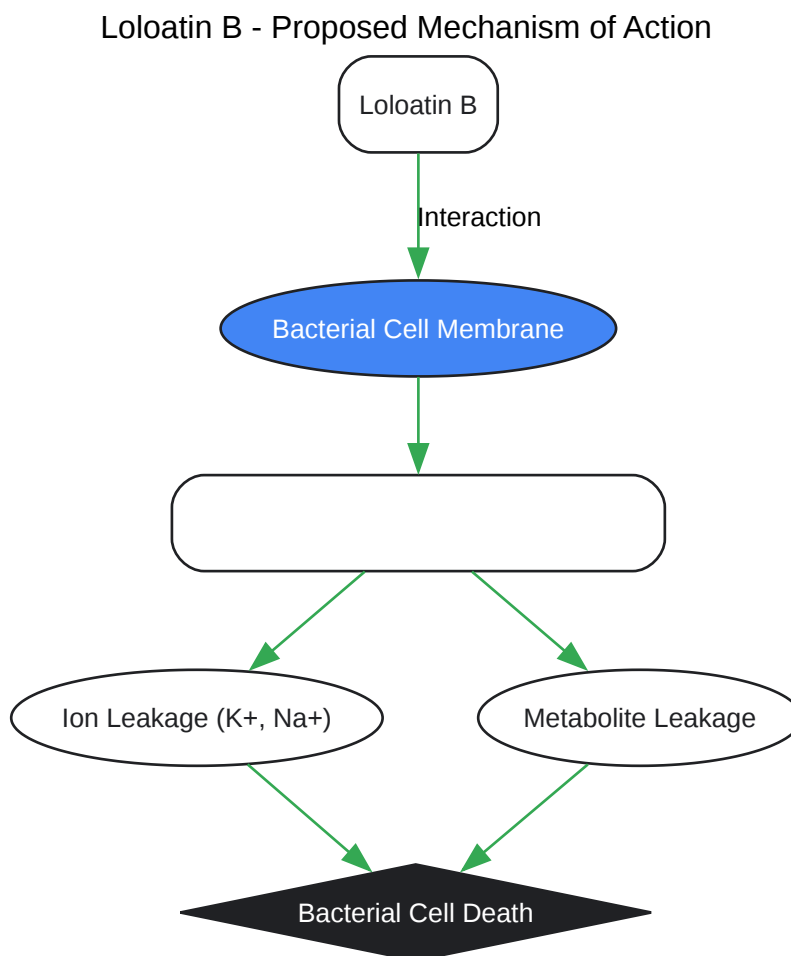 Loloatin B - Proposed Mechanism of Action
Loloatin B
Interaction
Bacterial Cell Membrane
Ion Leakage (K+, Na+)
Metabolite Leakage
Bacterial Cell Death